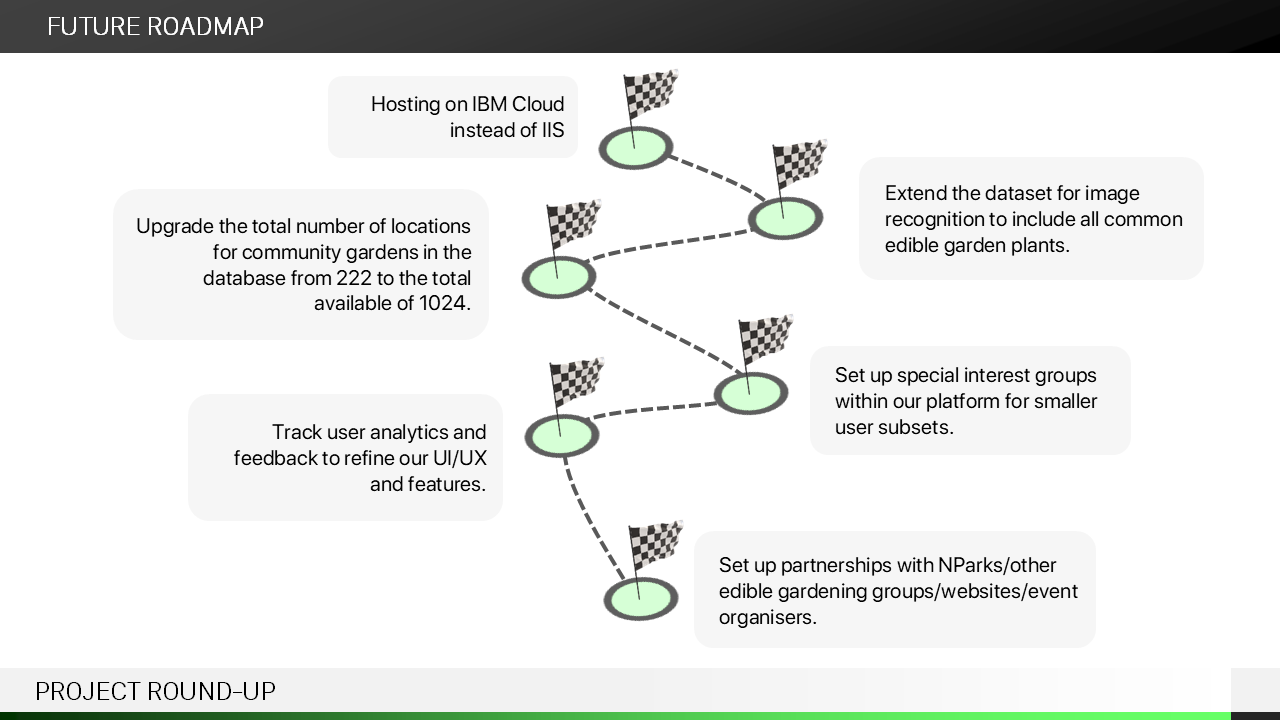 FUTURE ROADMAP
Hosting on IBM Cloud
instead of IIS
Extend the dataset for image
recognition to include all common
edible garden plants.
Upgrade the total number of locations
for community gardens in the
database from 222 to the total
available of 1024.
Set up special interest groups
within our platform for smaller
user subsets.
Track user analytics and
feedback to refine our UI/UX
and features.
Set up partnerships with NParks/other
edible gardening groups/websites/event
organisers.
PROJECT ROUND-UP